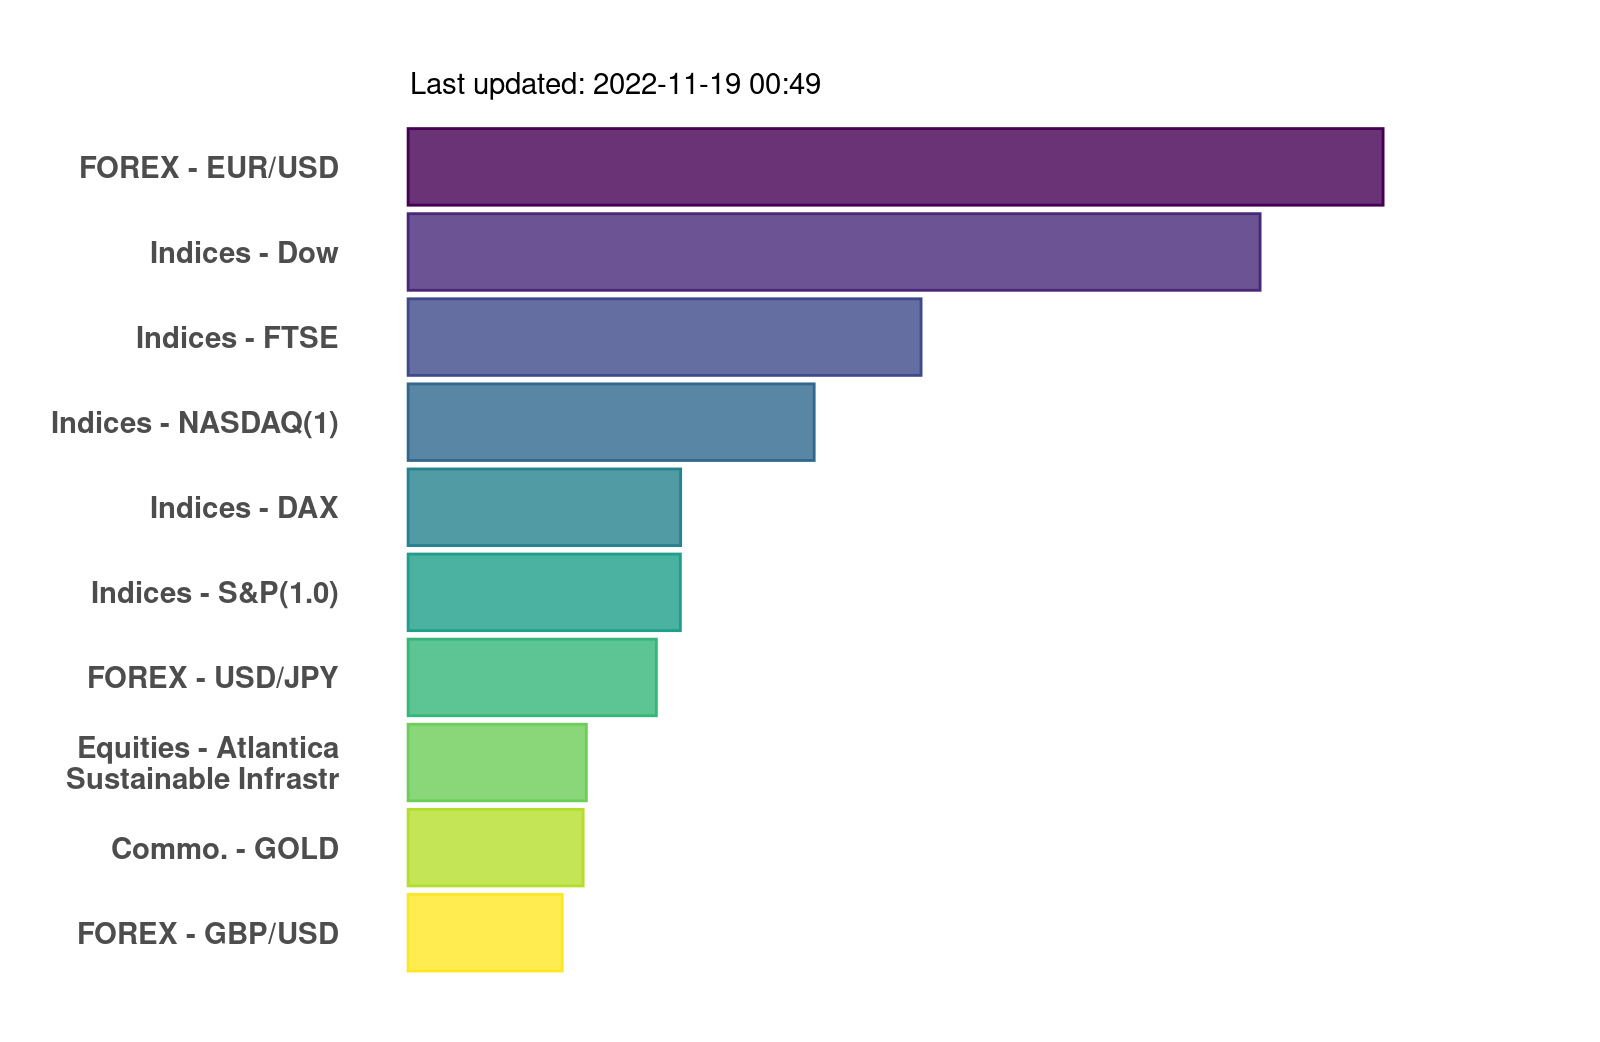 Last updated: 2022-11-19 00:49
FOREX - EUR/USD
Indices - Dow
Indices - FTSE
Indices - NASDAQ(1)
Indices - DAX
Indices - S&P(1.0)
FOREX - USD/JPY
Equities - Atlantica
Sustainable Infrastr
Commo. - GOLD
FOREX - GBP/USD